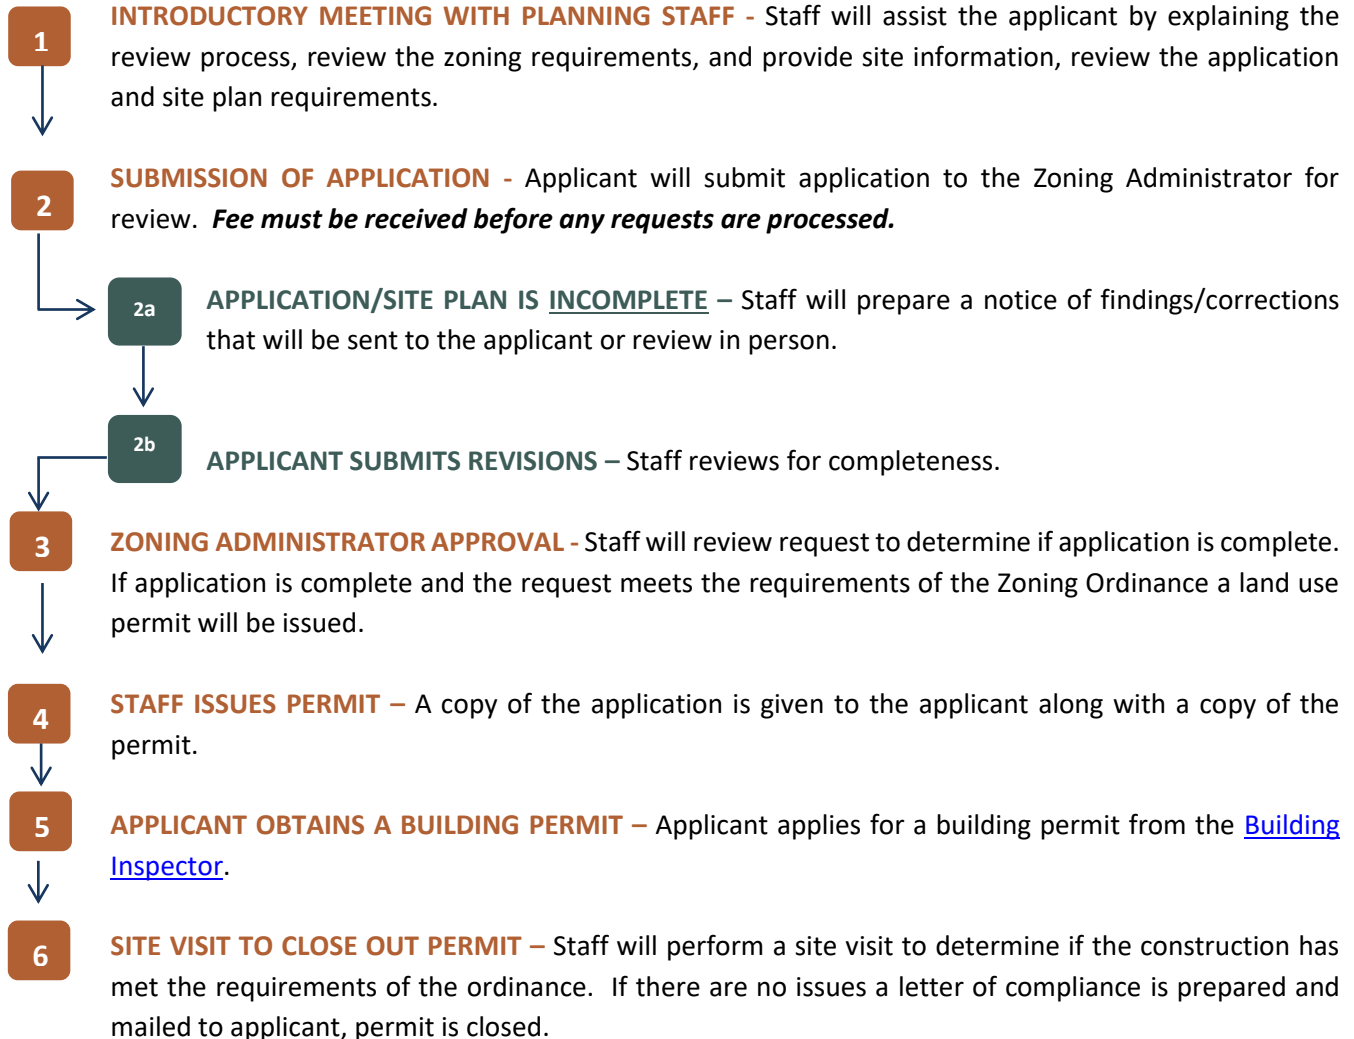 1
INTRODUCTORY MEETING WITH PLANNING STAFF - Staff will assist the applicant by explaining the
review process, review the zoning requirements, and provide site information, review the application
and site plan requirements.
2
SUBMISSION OF APPLICATION - Applicant will submit application to the Zoning Administrator for
review. Fee must be received before any requests are processed.
2a
APPLICATION/SITE PLAN IS INCOMPLETE – Staff will prepare a notice of findings/corrections
that will be sent to the applicant or review in person.
2b
APPLICANT SUBMITS REVISIONS – Staff reviews for completeness.
3
ZONING ADMINISTRATOR APPROVAL - Staff will review request to determine if application is complete.
If application is complete and the request meets the requirements of the Zoning Ordinance a land use
permit will be issued.
4
STAFF ISSUES PERMIT – A copy of the application is given to the applicant along with a copy of the
permit.
5
APPLICANT OBTAINS A BUILDING PERMIT – Applicant applies for a building permit from the Building
Inspector.
6
SITE VISIT TO CLOSE OUT PERMIT – Staff will perform a site visit to determine if the construction has
met the requirements of the ordinance. If there are no issues a letter of compliance is prepared and
mailed to applicant, permit is closed.